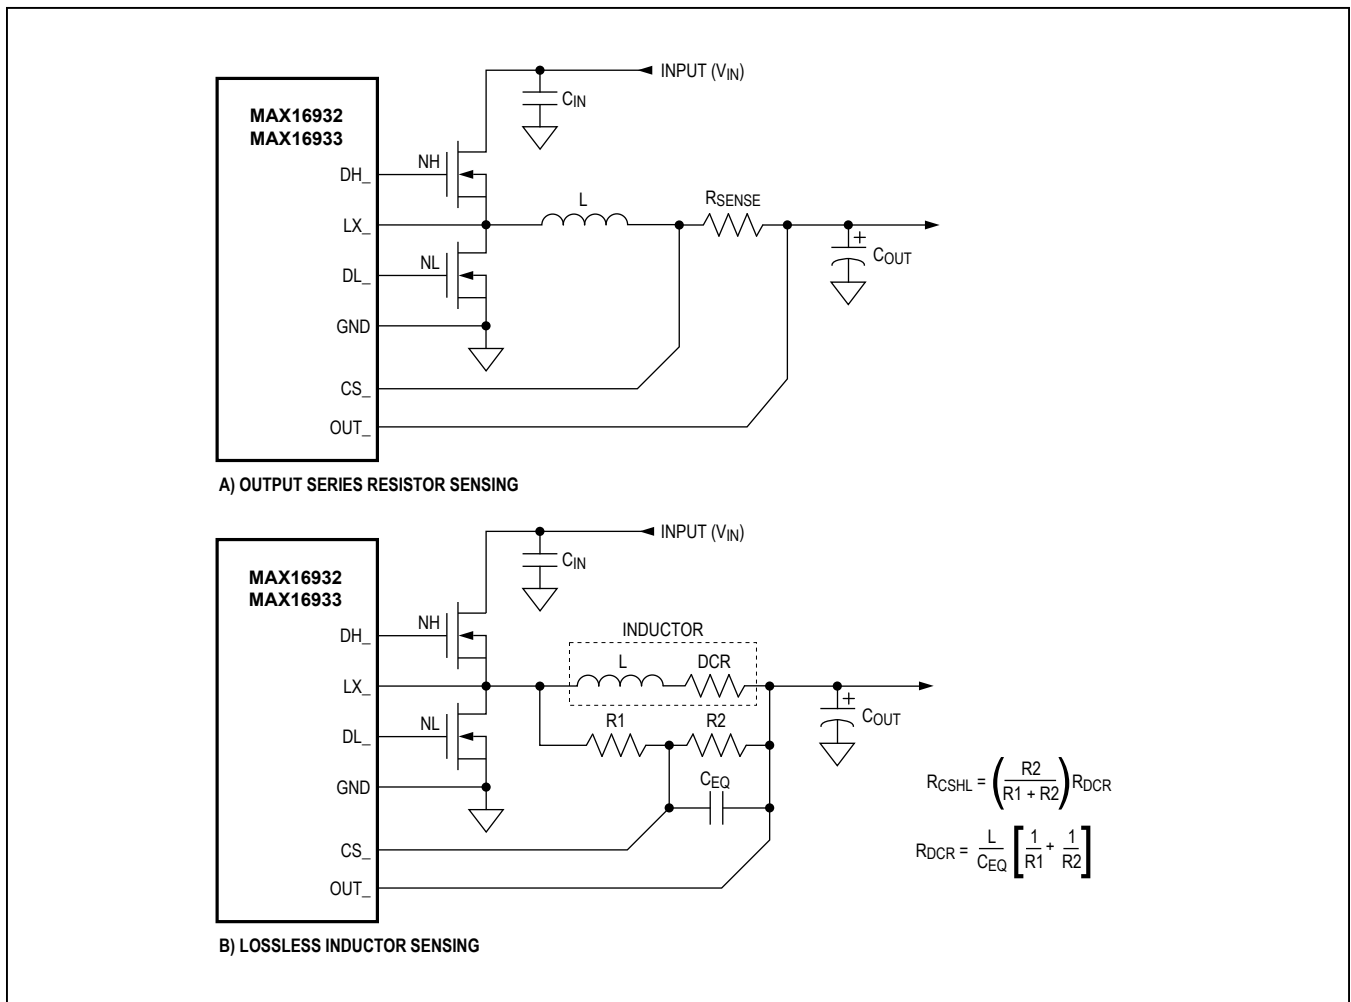 INPUT (VIN)
CIN
MAX16932
MAX16933
NH
DH_
L
RSENSE
LX_
+
COUT
NL
DL_
GND
CS_
OUT_
A) OUTPUT SERIES RESISTOR SENSING
INPUT (VIN)
CIN
MAX16932
MAX16933
NH
DH_
INDUCTOR
L DCR
LX_
+
COUT
R1 R2
NL
DL_
CEQ
GND
RCSHL = (R2 / R1 + R2) RDCR
CS_
RDCR = L / CEQ [1 / R1 + 1 / R2]
OUT_
B) LOSSLESS INDUCTOR SENSING